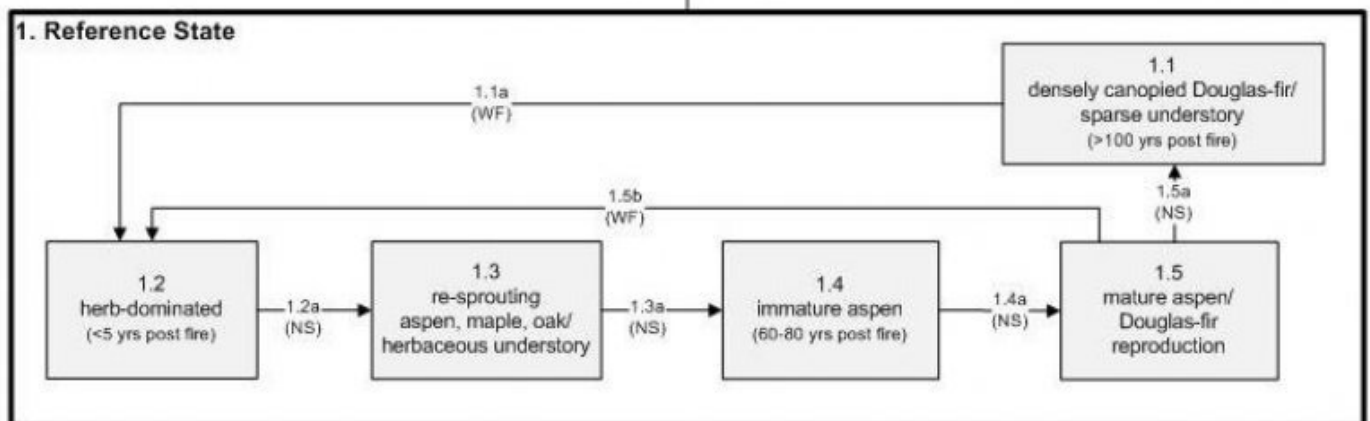 1. Reference State
1.1
densely canopied Douglas-fir/
sparse understory
(>100 yrs post fire)
1.1a
(WF)
1.5a
(NS)
1.5b
(WF)
1.2
herb-dominated
(<5 yrs post fire)
1.2a
(NS)
1.3
re-sprouting
aspen, maple, oak/
herbaceous understory
1.3a
(NS)
1.4
immature aspen
(60-80 yrs post fire)
1.4a
(NS)
1.5
mature aspen/
Douglas-fir
reproduction